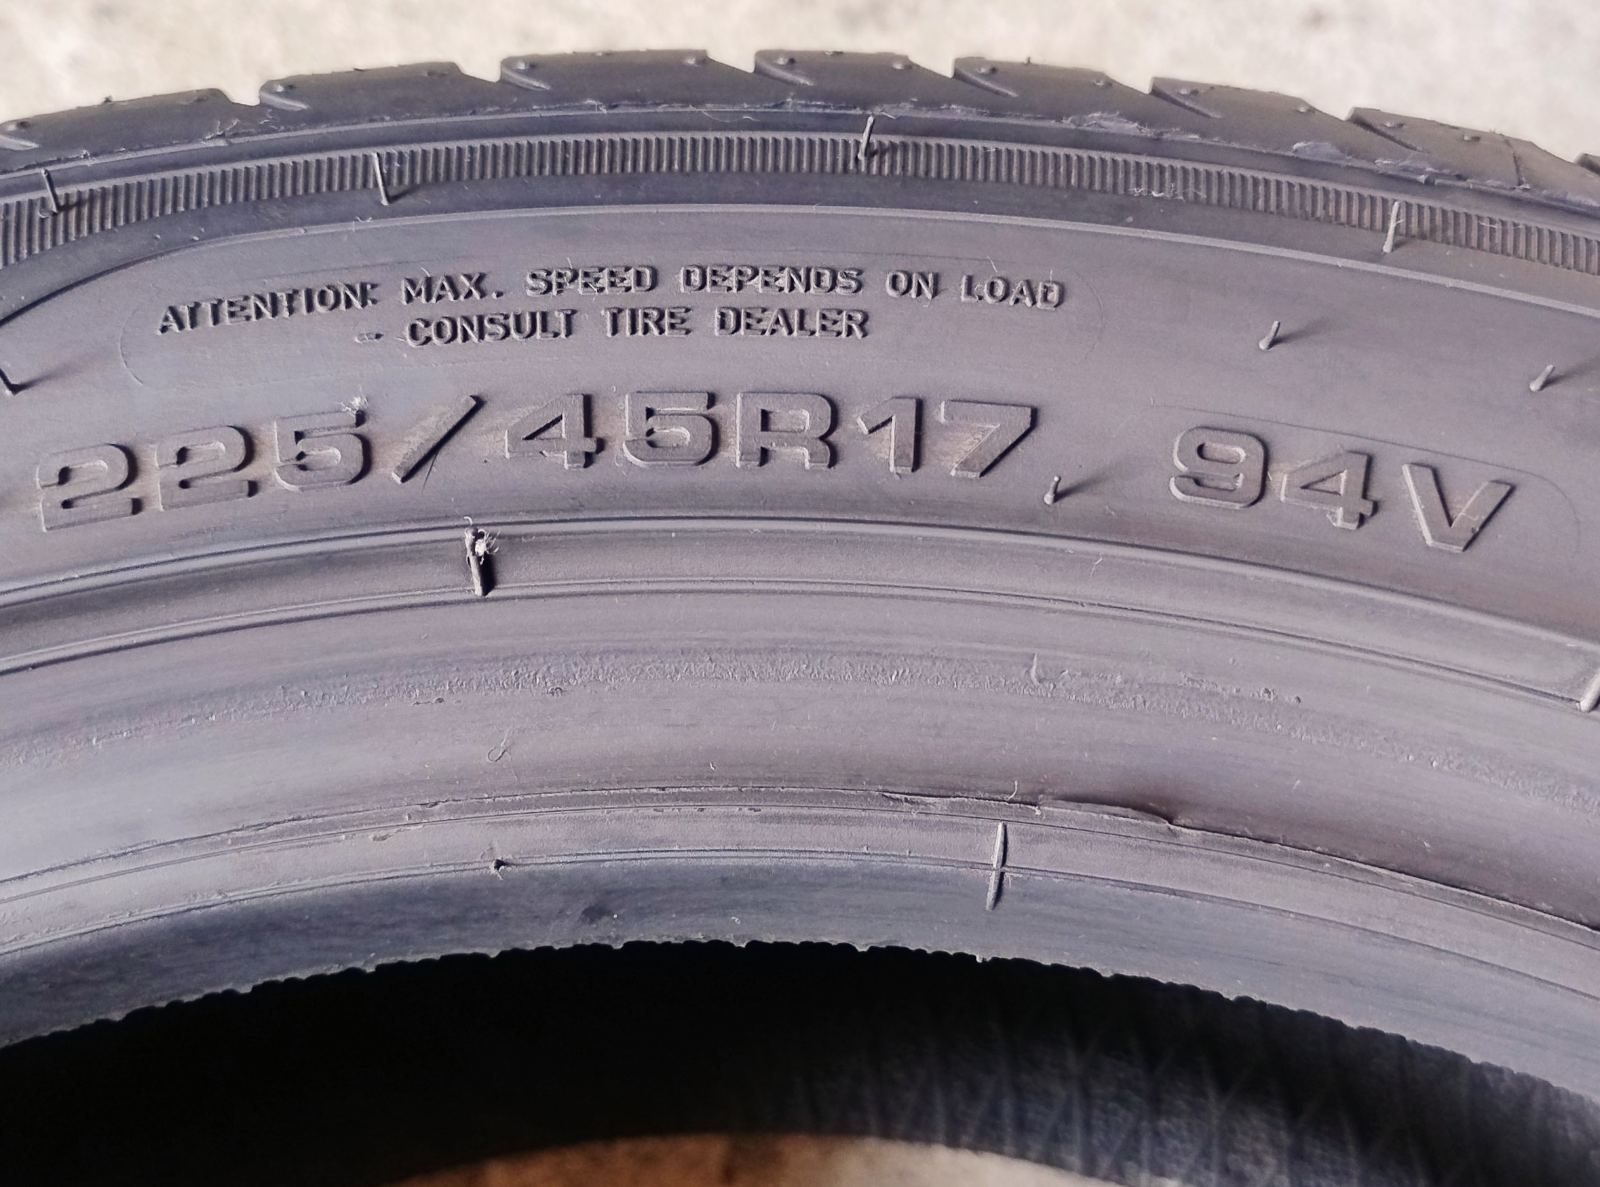 ATTENTION: MAX. SPEED DEPENDS ON LOAD
- CONSULT TIRE DEALER
225/45R17 94V